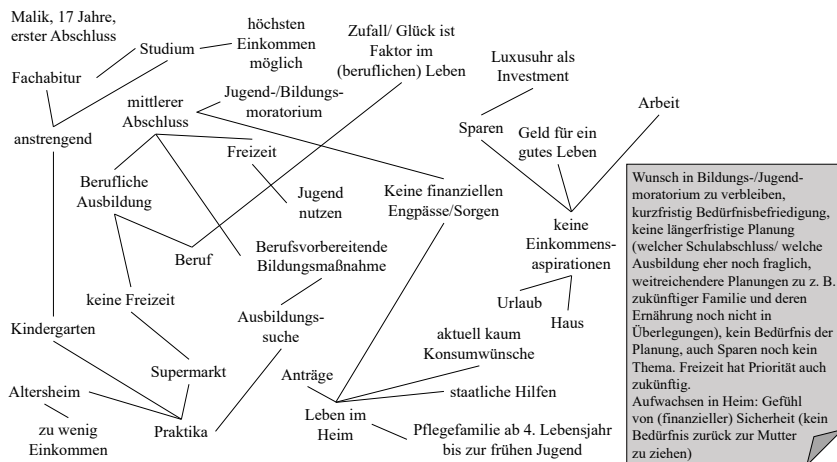 Malik, 17 Jahre,
erster Abschluss
Studium
höchsten
Einkommen
möglich
Zufall/ Glück ist
Faktor im
(beruflichen) Leben
Luxusuhr als
Investment
Fachabitur
mittlerer
Abschluss
Jugend-/Bildungs-
moratorium
Arbeit
anstrengend
Freizeit
Sparen
Geld für ein
gutes Leben
Berufliche
Ausbildung
Jugend
nutzen
Keine finanziellen
Engpässe/Sorgen
keine
Einkommens-
aspirationen
Beruf
Berufsvorbereitende
Bildungsmaßnahme
keine Freizeit
Urlaub
Haus
Kindergarten
Ausbildungs-
suche
aktuell kaum
Konsumwünsche
Supermarkt
Anträge
staatliche Hilfen
Altersheim
zu wenig
Einkommen
Praktika
Leben im
Heim
Pflegefamilie ab 4. Lebensjahr
bis zur frühen Jugend
Wunsch in Bildungs-/Jugend-
moratorium zu verbleiben,
kurzfristig Bedürfnisbefriedigung,
keine längerfristige Planung
(welcher Schulabschluss/ welche
Ausbildung eher noch fraglich,
weitreichendere Planungen zu z. B.
zukünftiger Familie und deren
Ernährung noch nicht in
Überlegungen), kein Bedürfnis der
Planung, auch Sparen noch kein
Thema. Freizeit hat Priorität auch
zukünftig.
Aufwachsen in Heim: Gefühl
von (finanzieller) Sicherheit (kein
Bedürfnis zurück zur Mutter
zu ziehen)